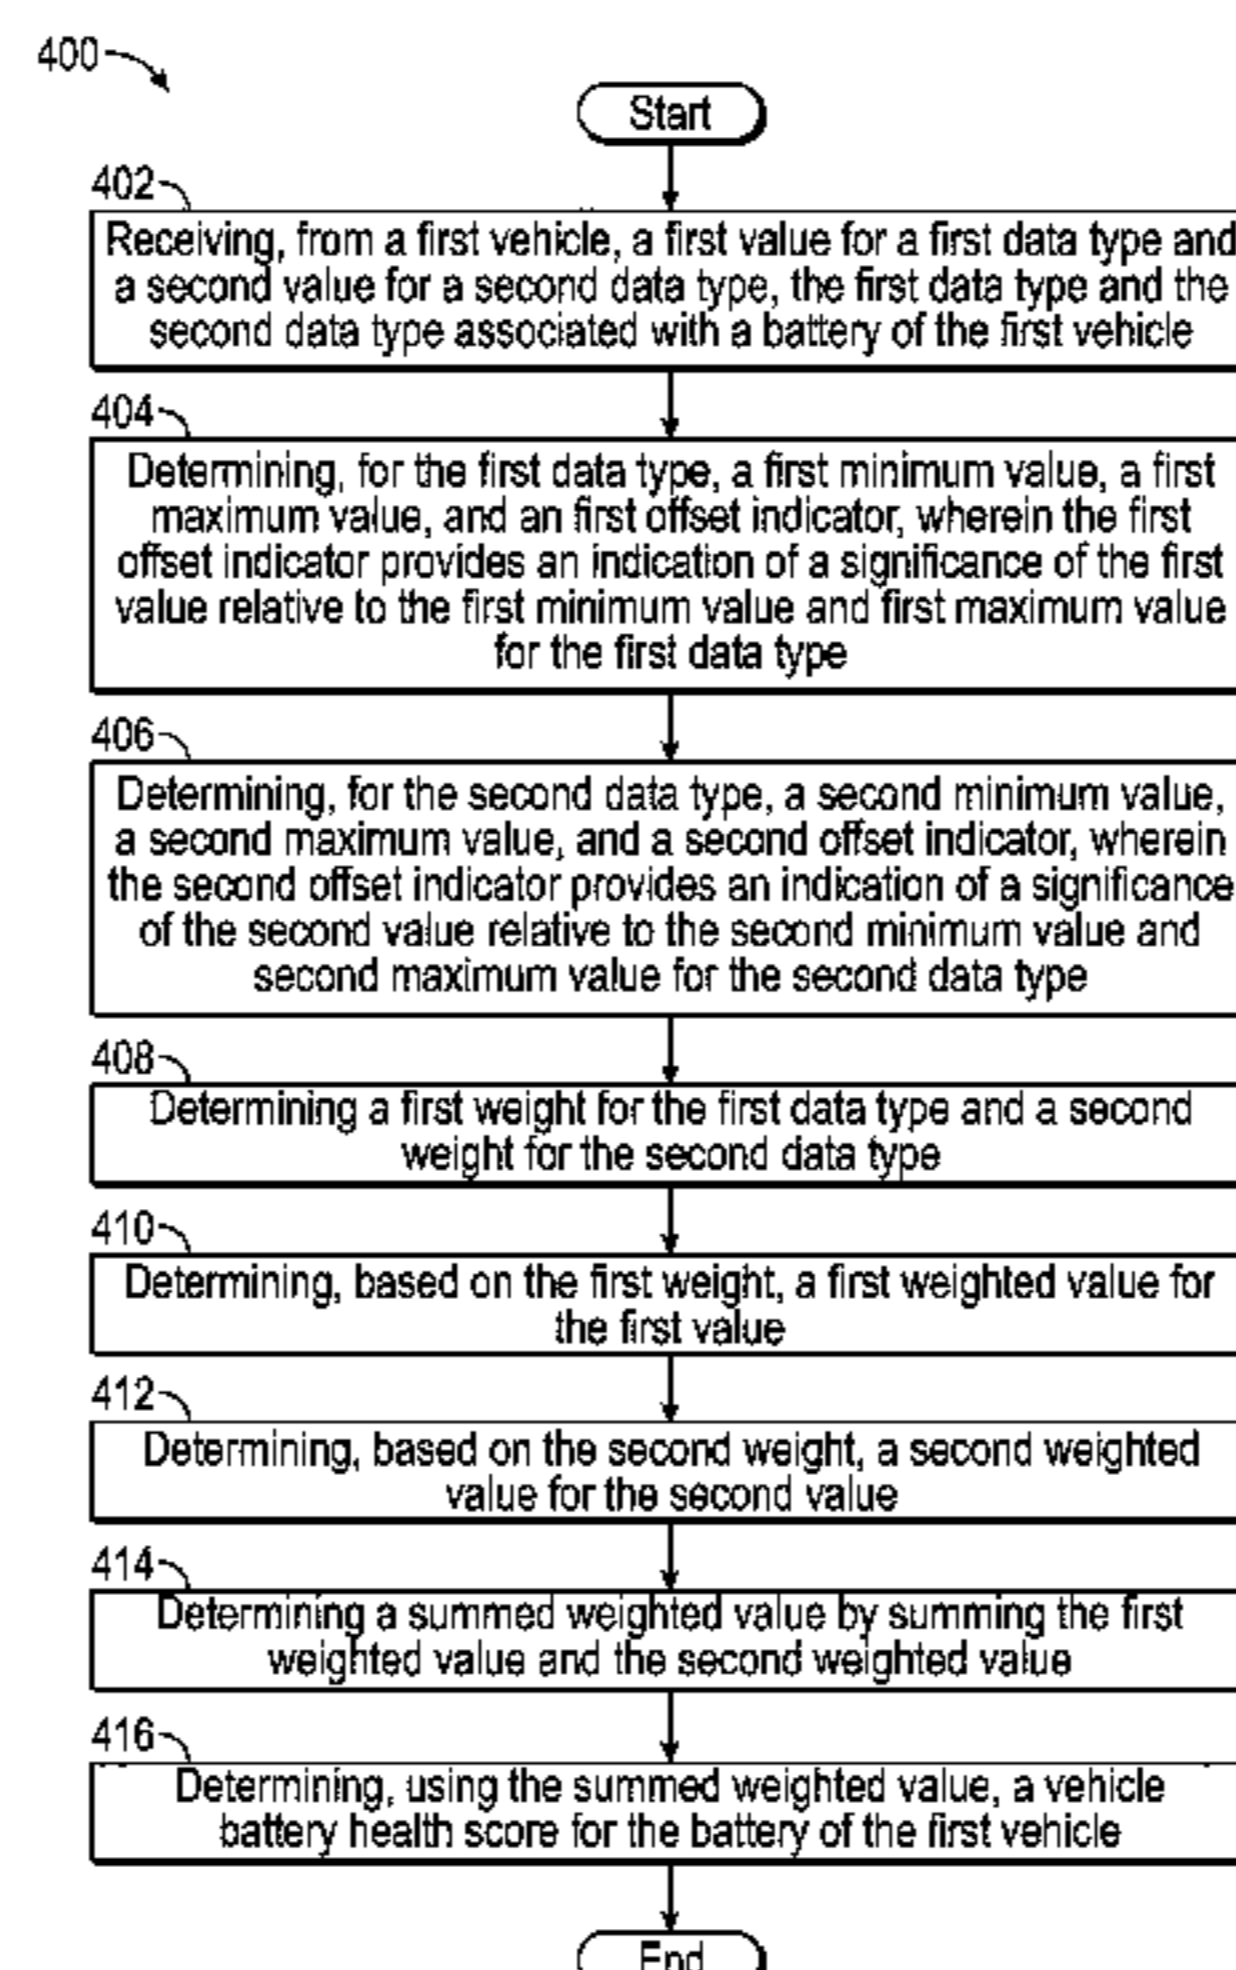 400
Start
402
Receiving, from a first vehicle, a first value for a first data type and
a second value for a second data type, the first data type and the
second data type associated with a battery of the first vehicle
404
Determining, for the first data type, a first minimum value, a first
maximum value, and an first offset indicator, wherein the first
offset indicator provides an indication of a significance of the first
value relative to the first minimum value and first maximum value
for the first data type
406
Determining, for the second data type, a second minimum value,
a second maximum value, and a second offset indicator, wherein
the second offset indicator provides an indication of a significance
of the second value relative to the second minimum value and
second maximum value for the second data type
408
Determining a first weight for the first data type and a second
weight for the second data type
410
Determining, based on the first weight, a first weighted value for
the first value
412
Determining, based on the second weight, a second weighted
value for the second value
414
Determining a summed weighted value by summing the first
weighted value and the second weighted value
416
Determining, using the summed weighted value, a vehicle
battery health score for the battery of the first vehicle
End